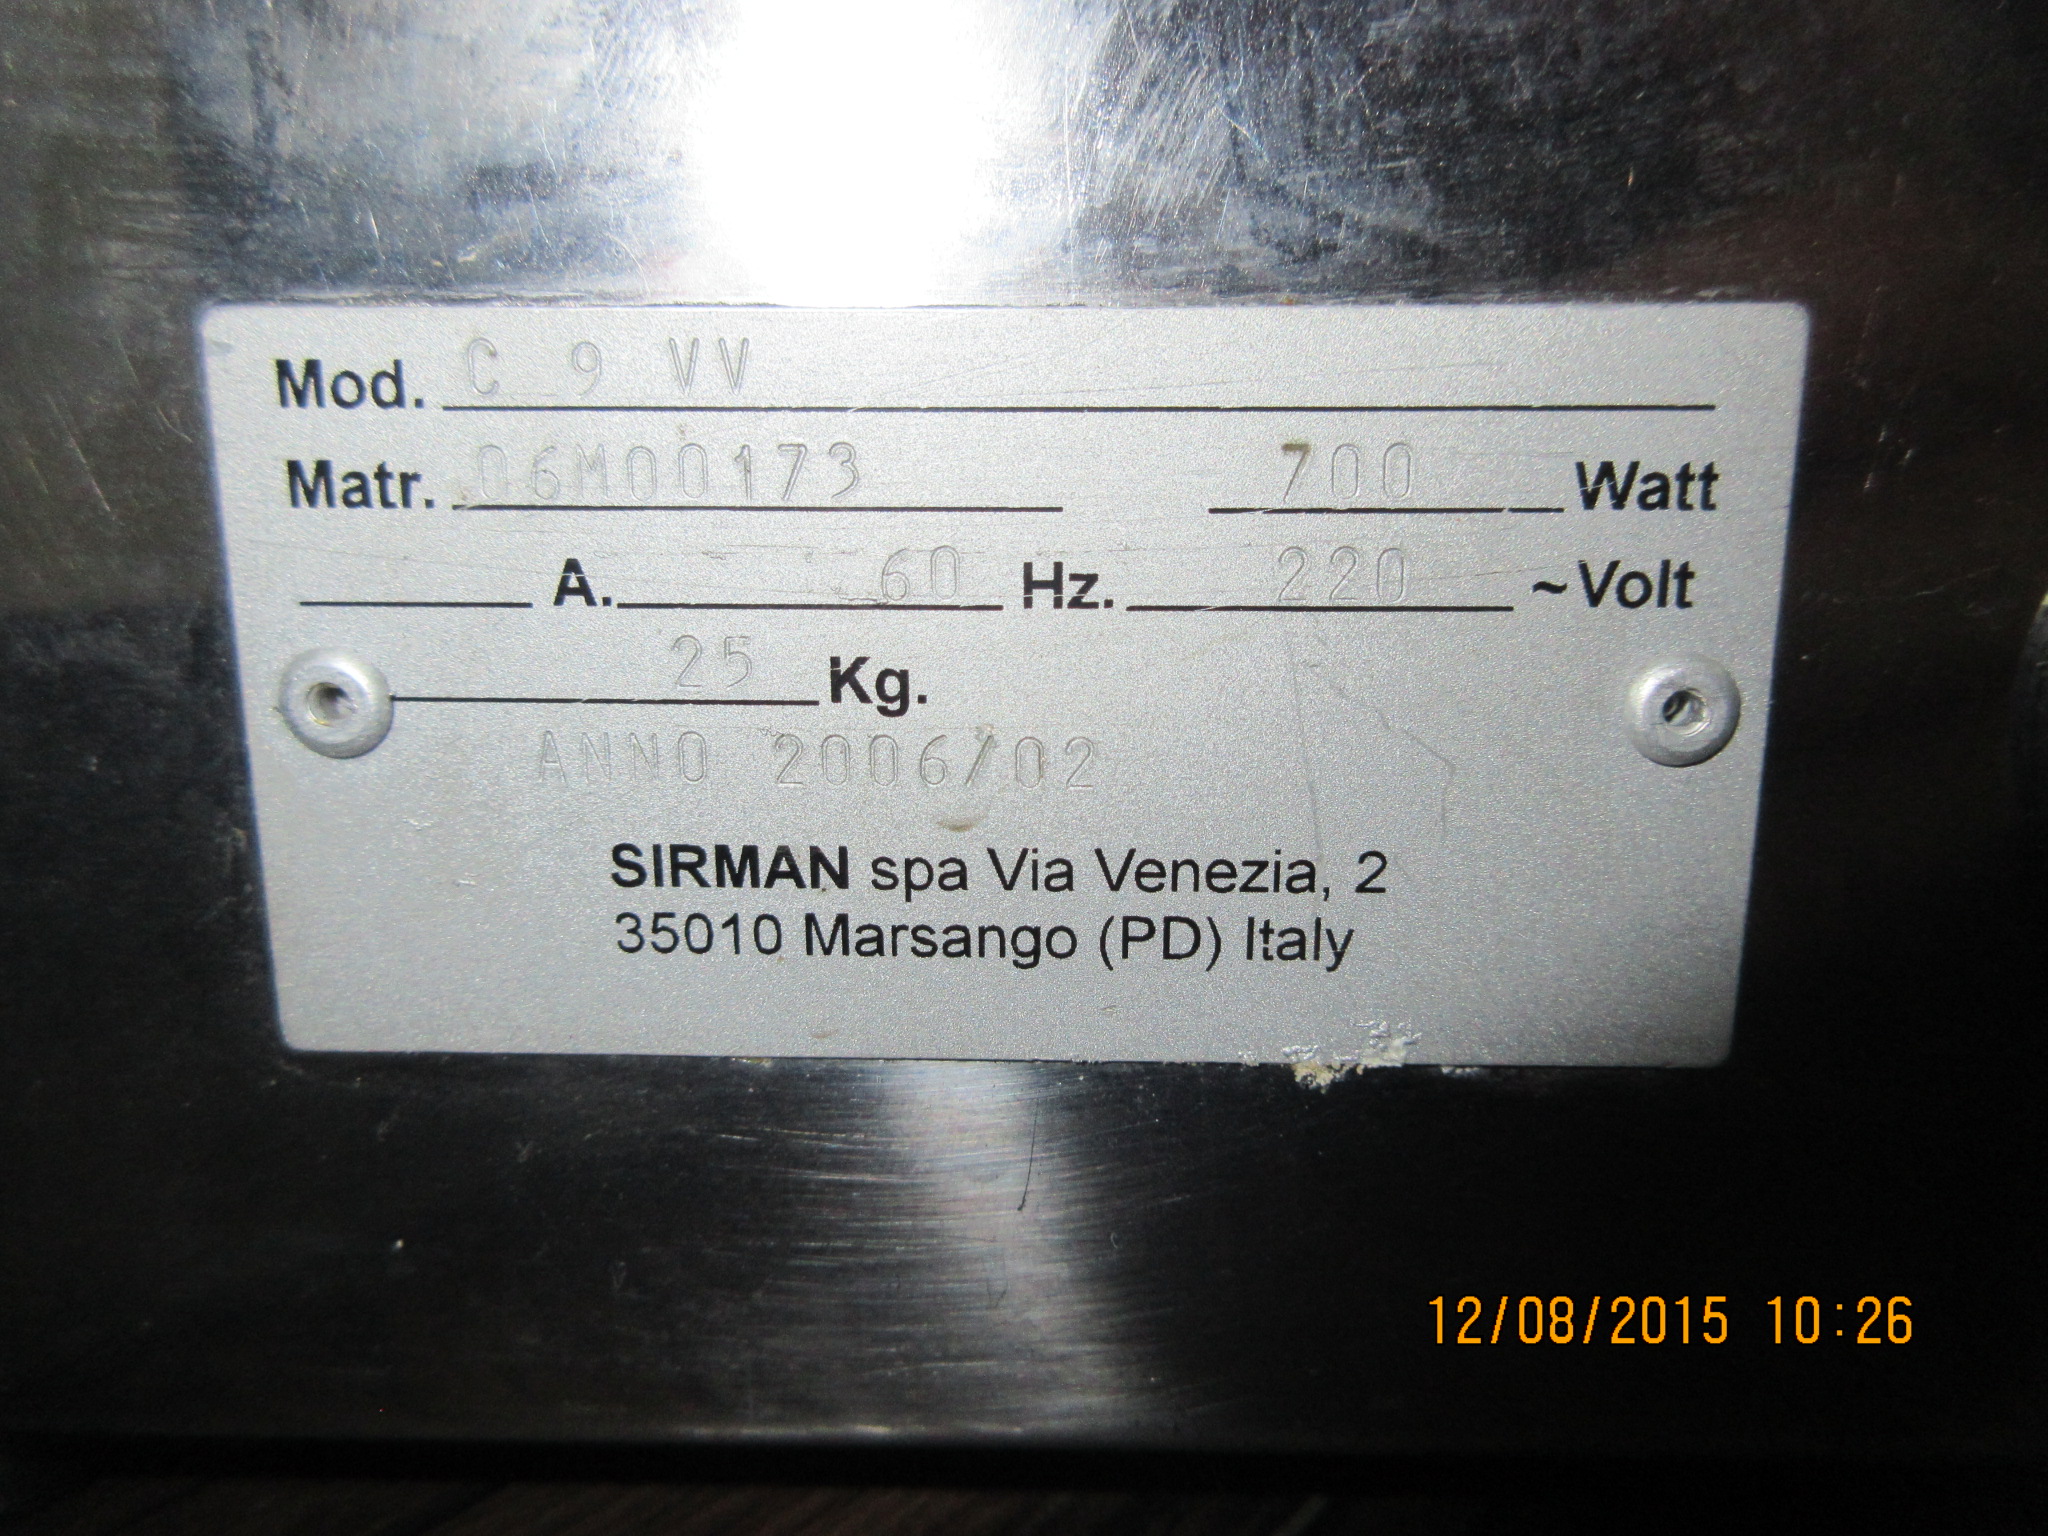 Mod. C 9 VV
Matr. 06M00173 700 Watt
A. 60 Hz. 220 ~Volt
25 Kg.
ANNO 2006/02
SIRMAN spa Via Venezia, 2
35010 Marsango (PD) Italy
12/08/2015 10:26